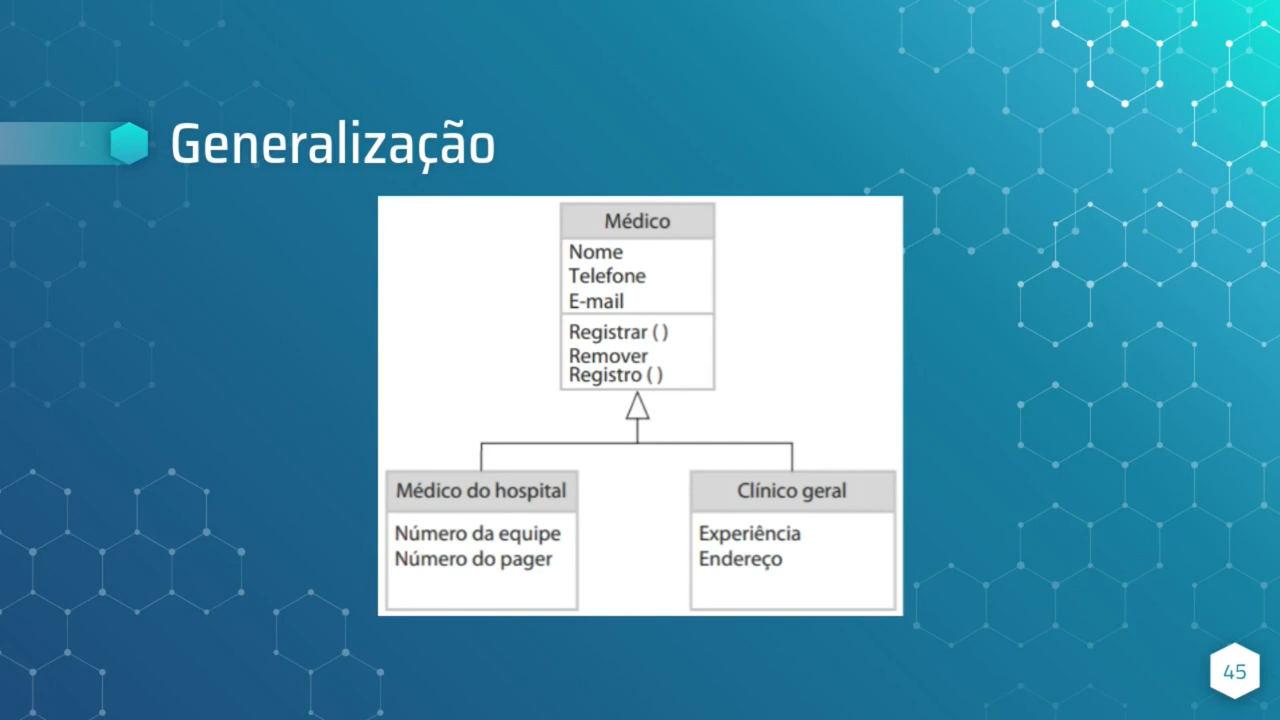 Generalização
Médico
Nome
Telefone
E-mail
Registrar ( )
Remover
Registro ( )
Médico do hospital
Número da equipe
Número do pager
Clínico geral
Experiência
Endereço
45